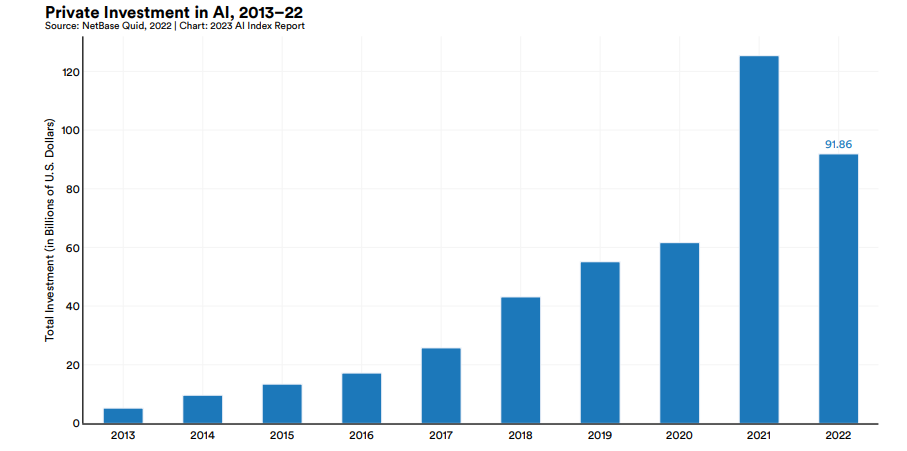 Private Investment in AI, 2013–22
Source: NetBase Quid, 2022 | Chart: 2023 AI Index Report
Total Investment (in Billions of U.S. Dollars)
120
100
80
60
40
20
0
91.86
2013 2014 2015 2016 2017 2018 2019 2020 2021 2022